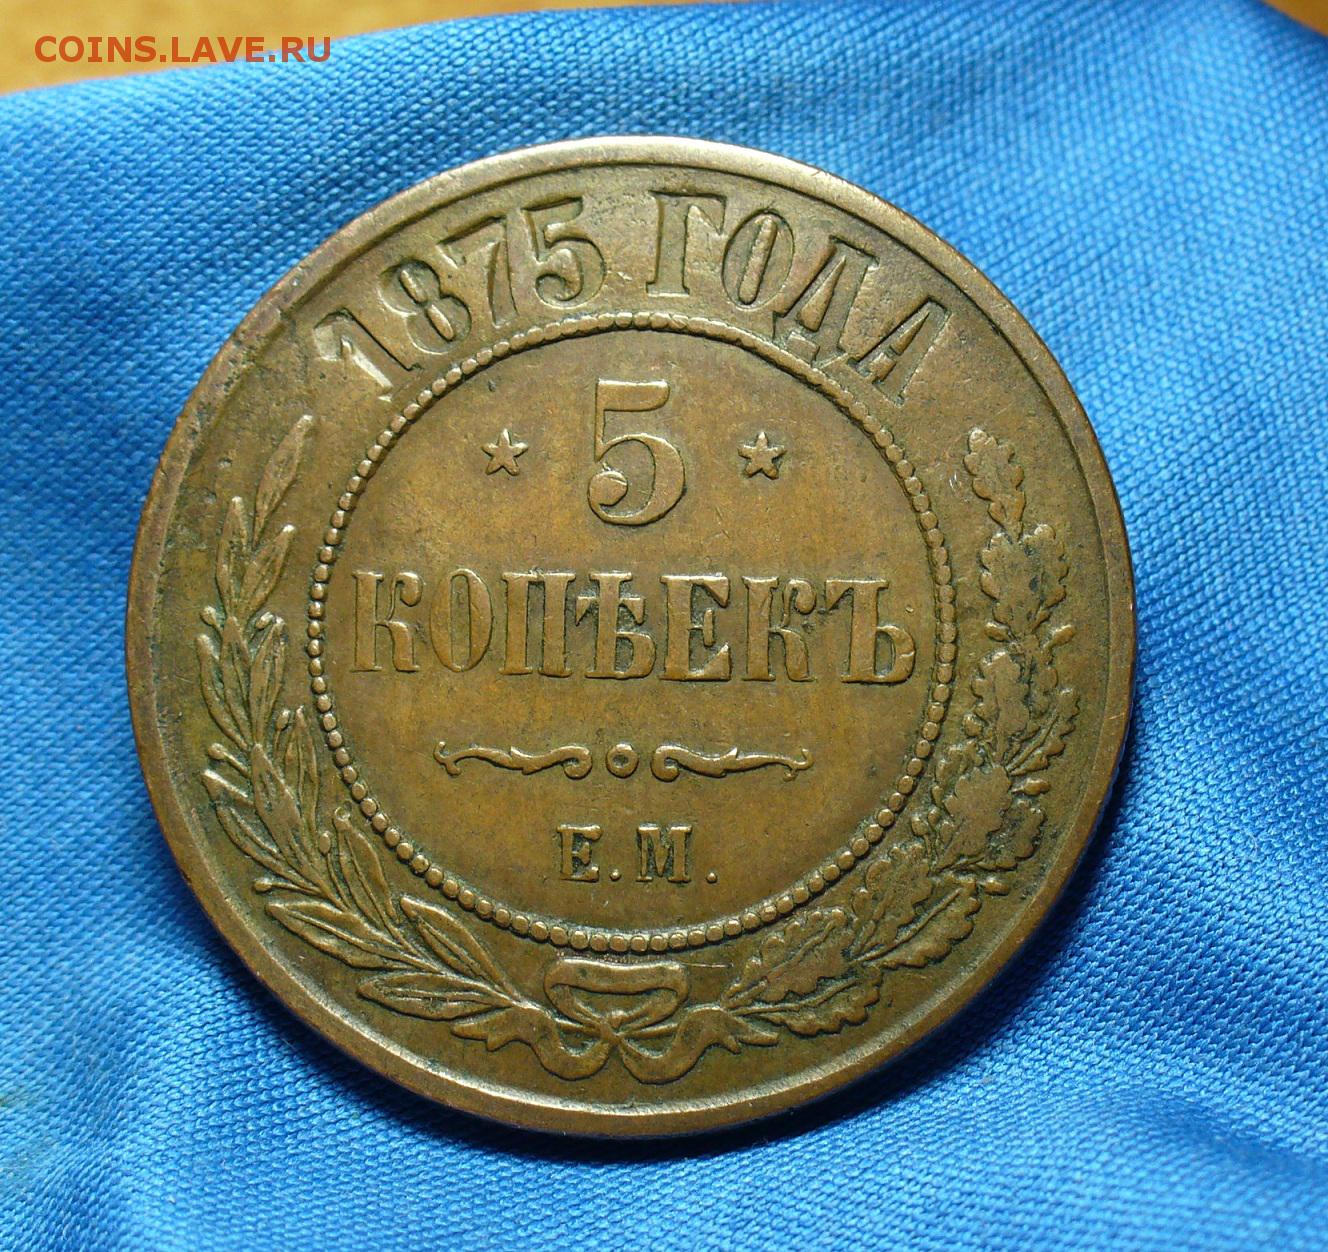 COINS.LAVE.RU
1875 ГОДА
5
КОПѢЕКЪ
Е.М.